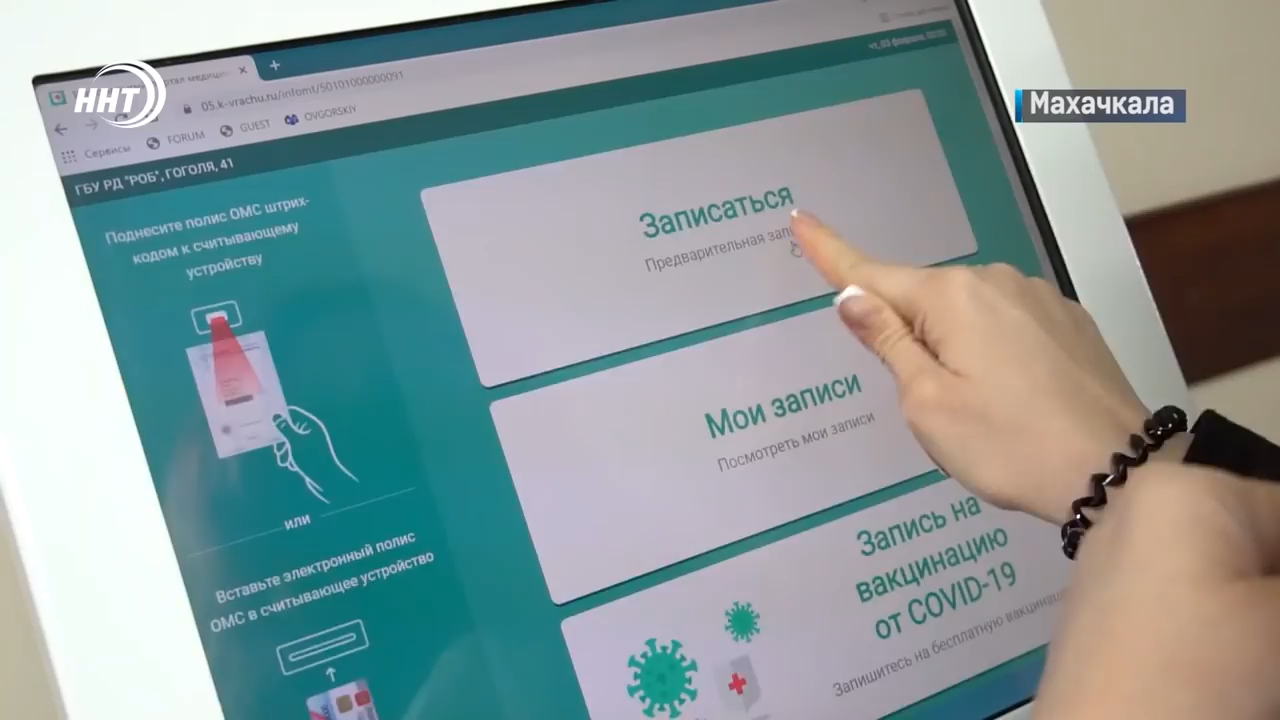 ННТ
Махачкала
05.k-vrachu.ru/infomt/50101000000091
Сервисы
FORUM
GUEST
OVGORSKIY
ГБУ РД "РОБ", ГОГОЛЯ, 41
Поднесите полис ОМС штрих-
кодом к считывающему
устройству
ИЛИ
Вставьте электронный полис
ОМС в считывающее устройство
Записаться
Предварительная
Мои записи
Посмотреть мои записи
Запись на
вакцинацию
от COVID-19
Запишитесь на бесплатную